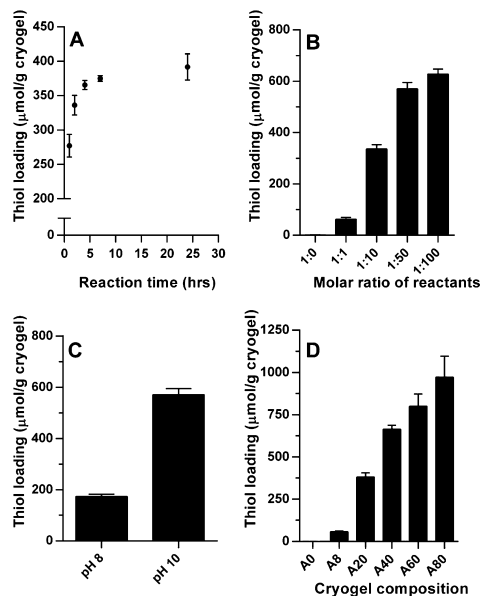 A
Thiol loading (µmol/g cryogel)
450
400
350
300
250
200
0
0 5 10 15 20 25 30
Reaction time (hrs)
B
Thiol loading (µmol/g cryogel)
800
600
400
200
0
1:0 1:1 1:10 1:50 1:100
Molar ratio of reactants
C
Thiol loading (µmol/g cryogel)
800
600
400
200
0
pH 8 pH 10
D
Thiol loading (µmol/g cryogel)
1250
1000
750
500
250
0
A0 A8 A20 A40 A60 A80
Cryogel composition